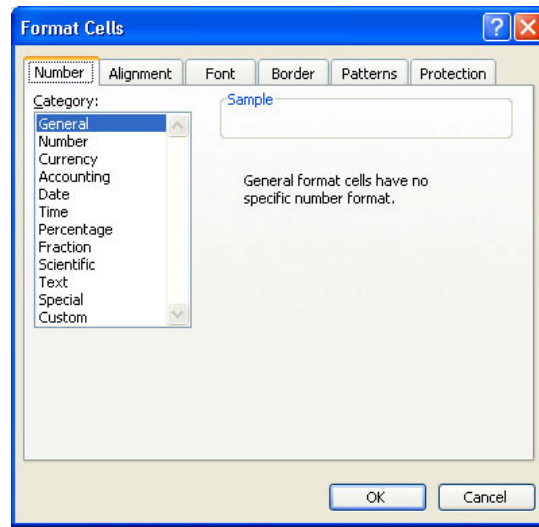 Format Cells
Number Alignment Font Border Patterns Protection
Category:
General
Number
Currency
Accounting
Date
Time
Percentage
Fraction
Scientific
Text
Special
Custom
Sample
General format cells have no
specific number format.
OK Cancel